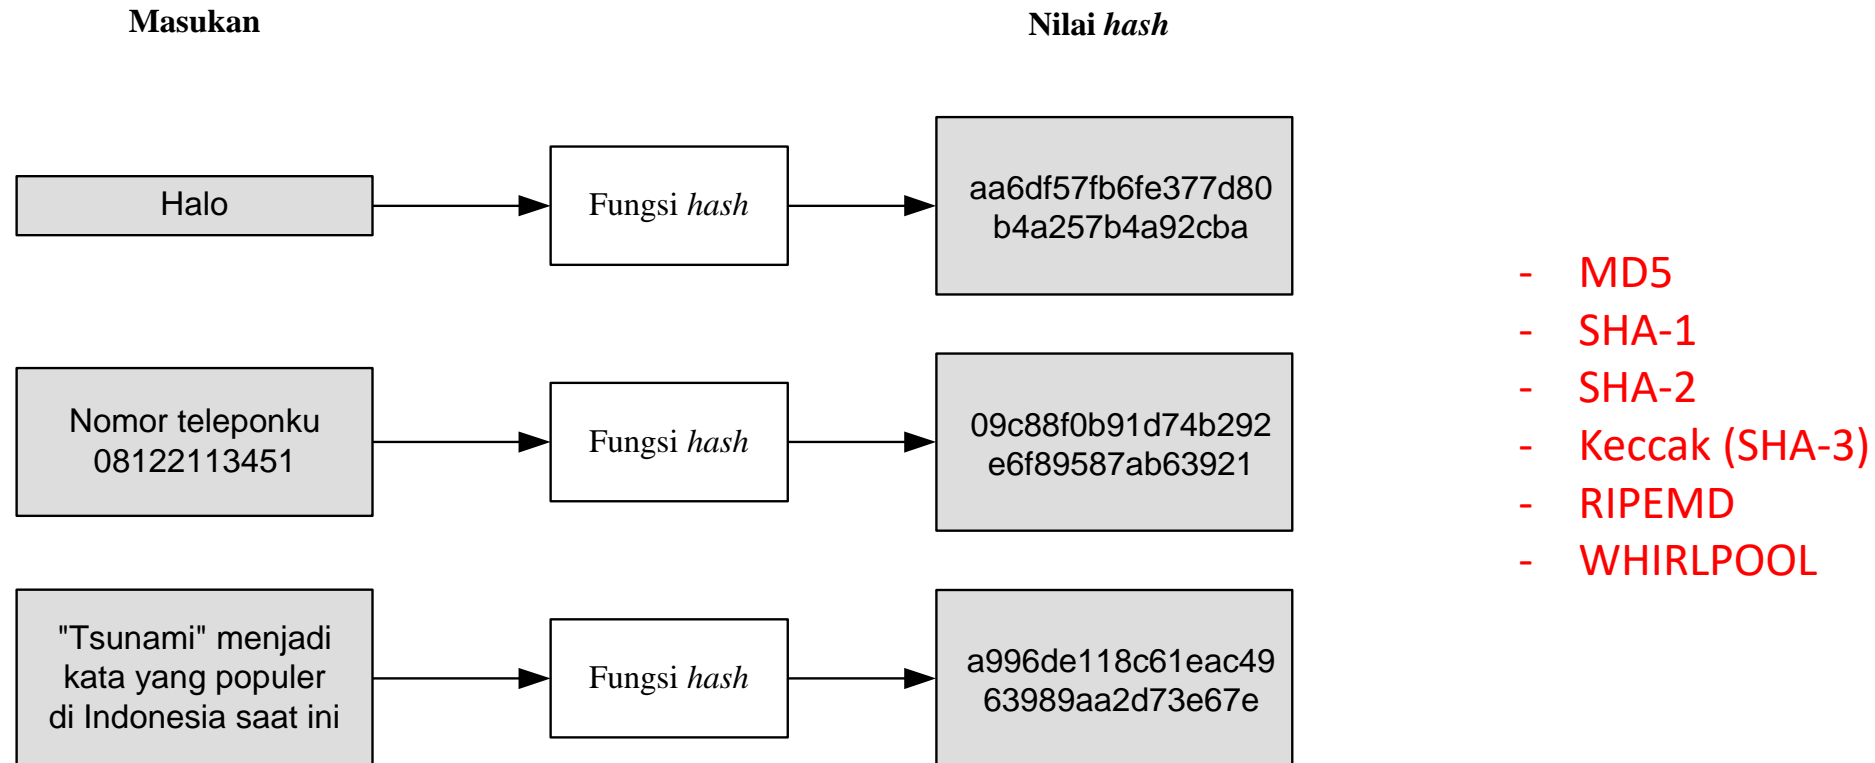 Masukan
Nilai hash
Halo
Fungsi hash
aa6df57fb6fe377d80
b4a257b4a92cba
Nomor teleponku
08122113451
Fungsi hash
09c88f0b91d74b292
e6f89587ab63921
"Tsunami" menjadi
kata yang populer
di Indonesia saat ini
Fungsi hash
a996de118c61eac49
63989aa2d73e67e
- MD5
- SHA-1
- SHA-2
- Keccak (SHA-3)
- RIPEMD
- WHIRLPOOL